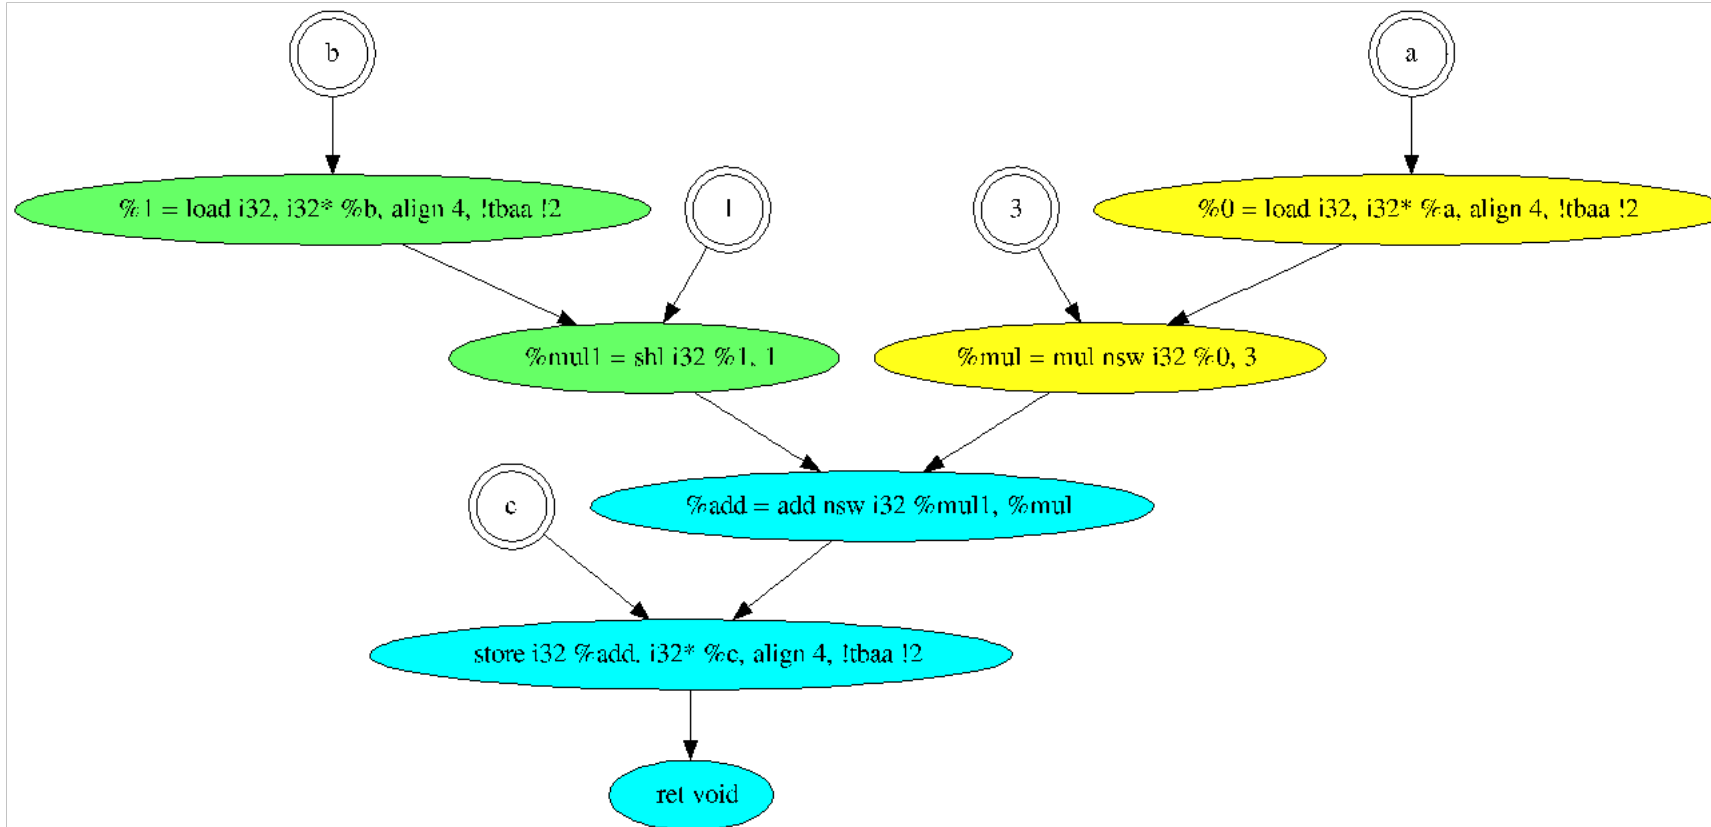 b
a
%1 = load i32, i32* %b, align 4, !tbaa !2
1
3
%0 = load i32, i32* %a, align 4, !tbaa !2
%mul1 = shl i32 %1, 1
%mul = mul nsw i32 %0, 3
c
%add = add nsw i32 %mul1, %mul
store i32 %add, i32* %c, align 4, !tbaa !2
ret void